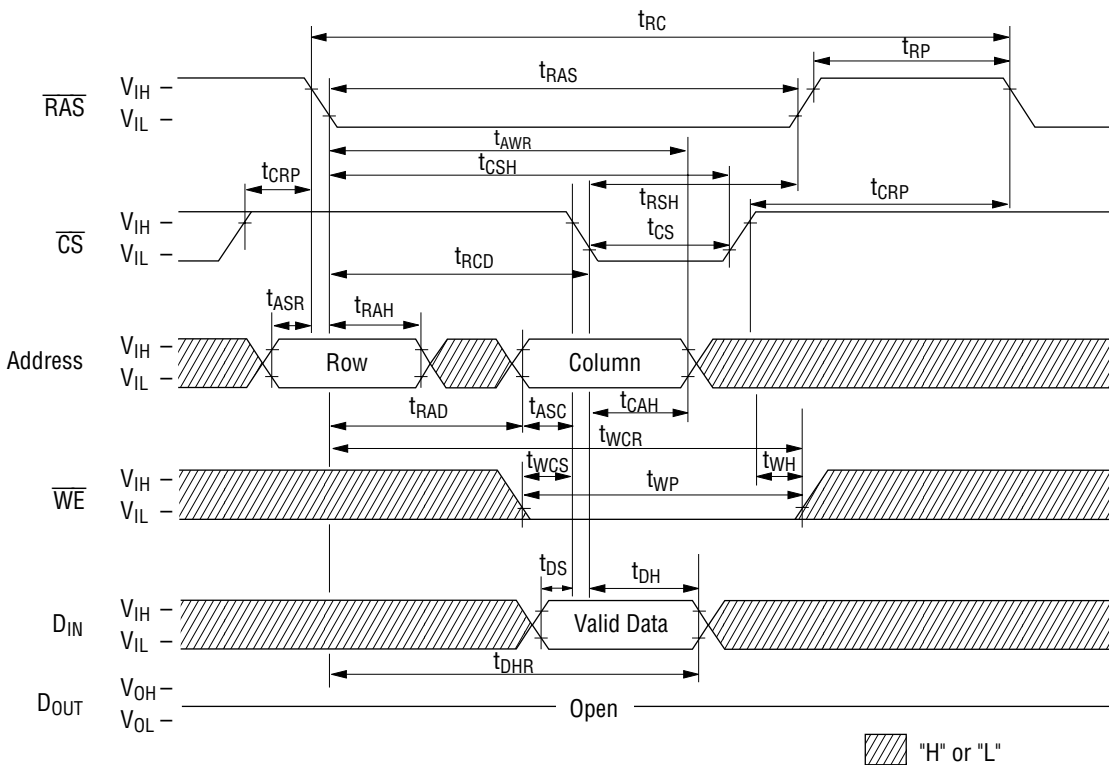 tRC
tRP
RAS
VIH –
VIL –
tRAS
tAWR
tCSH
tCRP
tRSH
tCRP
CS
VIH –
VIL –
tCS
tRCD
tASR
tRAH
Address
VIH –
VIL –
Row
Column
tRAD
tASC
tCAH
tWCR
WE
VIH –
VIL –
tWCS
tWP
tWH
tDS
tDH
DIN
VIH –
VIL –
Valid Data
tDHR
DOUT
VOH –
VOL –
Open
"H" or "L"